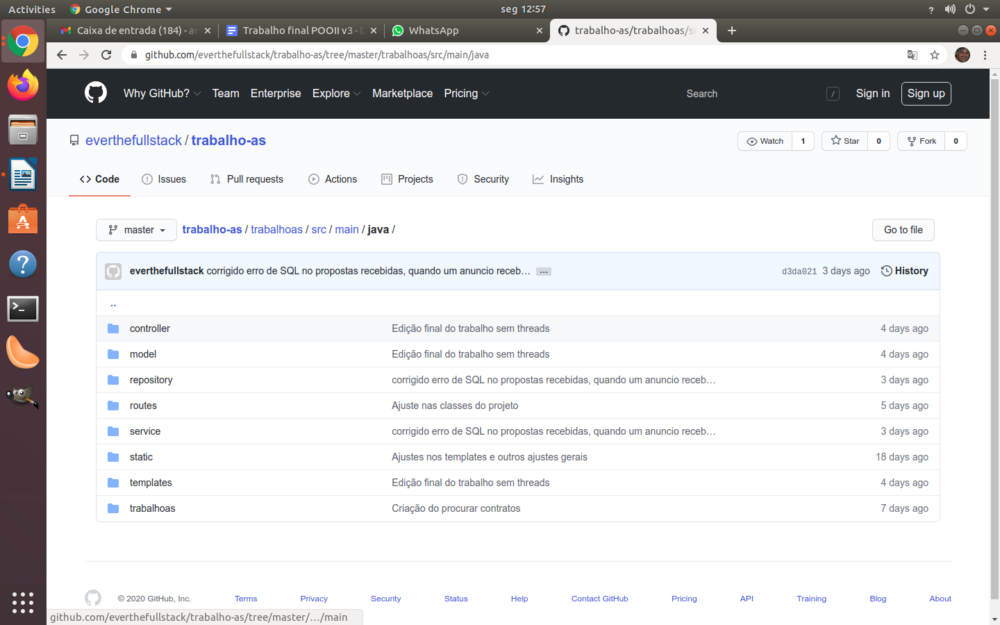 Activities Google Chrome seg 12:57 ?
Caixa de entrada (184) - ar Trabalho final POOII v3 - D WhatsApp trabalho-as/trabalhoas/sr
github.com/everthefullstack/trabalho-as/tree/master/trabalhoas/src/main/java
Why GitHub? Team Enterprise Explore Marketplace Pricing Search / Sign in Sign up
everthefullstack / trabalho-as Watch 1 Star 0 Fork 0
Code Issues Pull requests Actions Projects Security Insights
master trabalho-as / trabalhoas / src / main / java / Go to file
everthefullstack corrigido erro de SQL no propostas recebidas, quando um anuncio receb… … d3da021 3 days ago History
..
controller Edição final do trabalho sem threads 4 days ago
model Edição final do trabalho sem threads 4 days ago
repository corrigido erro de SQL no propostas recebidas, quando um anuncio receb… 3 days ago
routes Ajuste nas classes do projeto 5 days ago
service corrigido erro de SQL no propostas recebidas, quando um anuncio receb… 3 days ago
static Ajustes nos templates e outros ajustes gerais 18 days ago
templates Edição final do trabalho sem threads 4 days ago
trabalhoas Criação do procurar contratos 7 days ago
© 2020 GitHub, Inc. Terms Privacy Security Status Help Contact GitHub Pricing API Training Blog About
github.com/everthefullstack/trabalho-as/tree/master/…/main